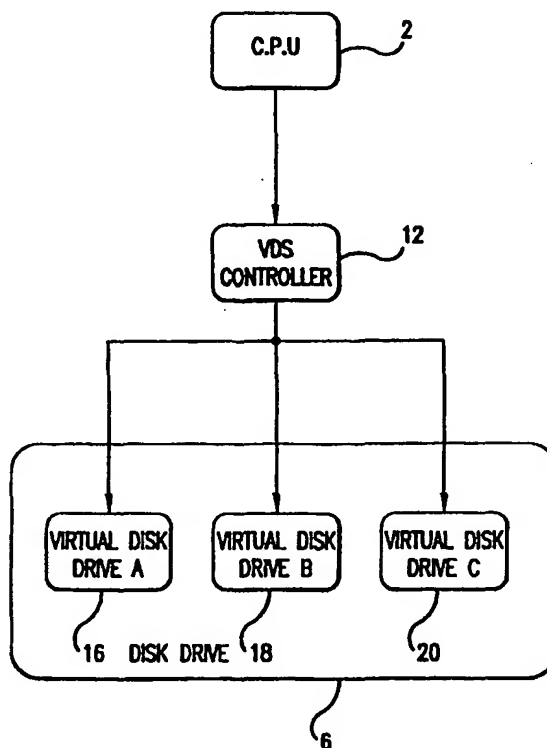 C.P.U
2
VDS
CONTROLLER
12
VIRTUAL DISK
DRIVE A
VIRTUAL DISK
DRIVE B
VIRTUAL DISK
DRIVE C
16
DISK DRIVE
18
20
6